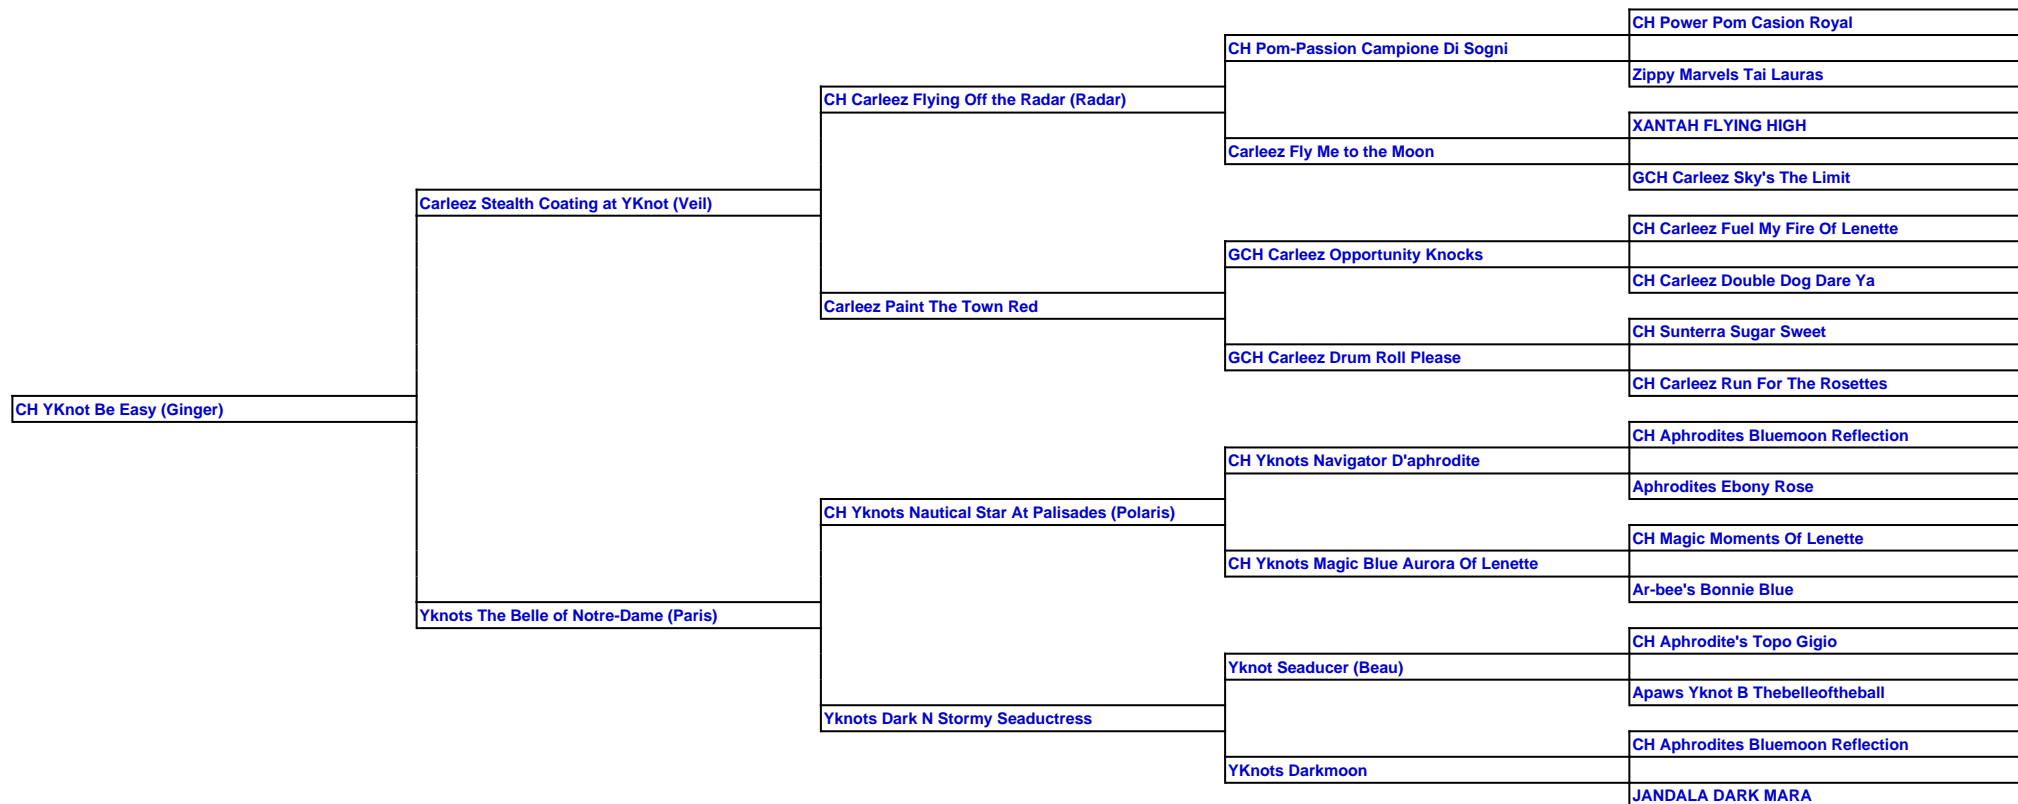 CH Power Pom Casion Royal
CH Pom-Passion Campione Di Sogni
Zippy Marvels Tai Lauras
CH Carleez Flying Off the Radar (Radar)
XANTAH FLYING HIGH
Carleez Fly Me to the Moon
GCH Carleez Sky's The Limit
Carleez Stealth Coating at YKnot (Veil)
CH Carleez Fuel My Fire Of Lenette
GCH Carleez Opportunity Knocks
CH Carleez Double Dog Dare Ya
Carleez Paint The Town Red
CH Sunterra Sugar Sweet
GCH Carleez Drum Roll Please
CH Carleez Run For The Rosettes
CH YKnot Be Easy (Ginger)
CH Aphrodites Bluemoon Reflection
CH Yknots Navigator D'aphrodite
Aphrodites Ebony Rose
CH Yknots Nautical Star At Palisades (Polaris)
CH Magic Moments Of Lenette
CH Yknots Magic Blue Aurora Of Lenette
Ar-bee's Bonnie Blue
Yknots The Belle of Notre-Dame (Paris)
CH Aphrodite's Topo Gigio
Yknot Seaducer (Beau)
Apaws Yknot B Thebelleoftheball
Yknots Dark N Stormy Seaductress
CH Aphrodites Bluemoon Reflection
YKnots Darkmoon
JANDALA DARK MARA